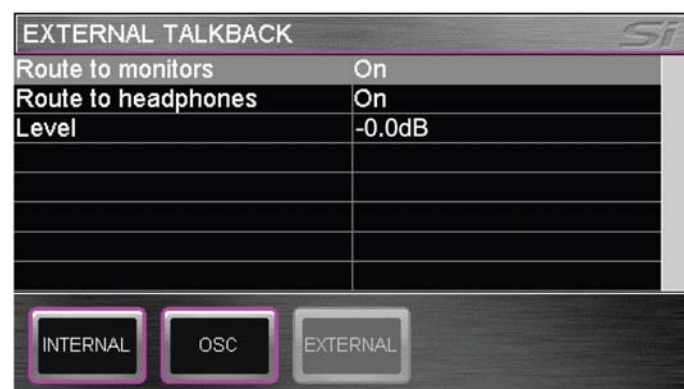 EXTERNAL TALKBACK Si
Route to monitors On
Route to headphones On
Level -0.0dB
INTERNAL OSC EXTERNAL